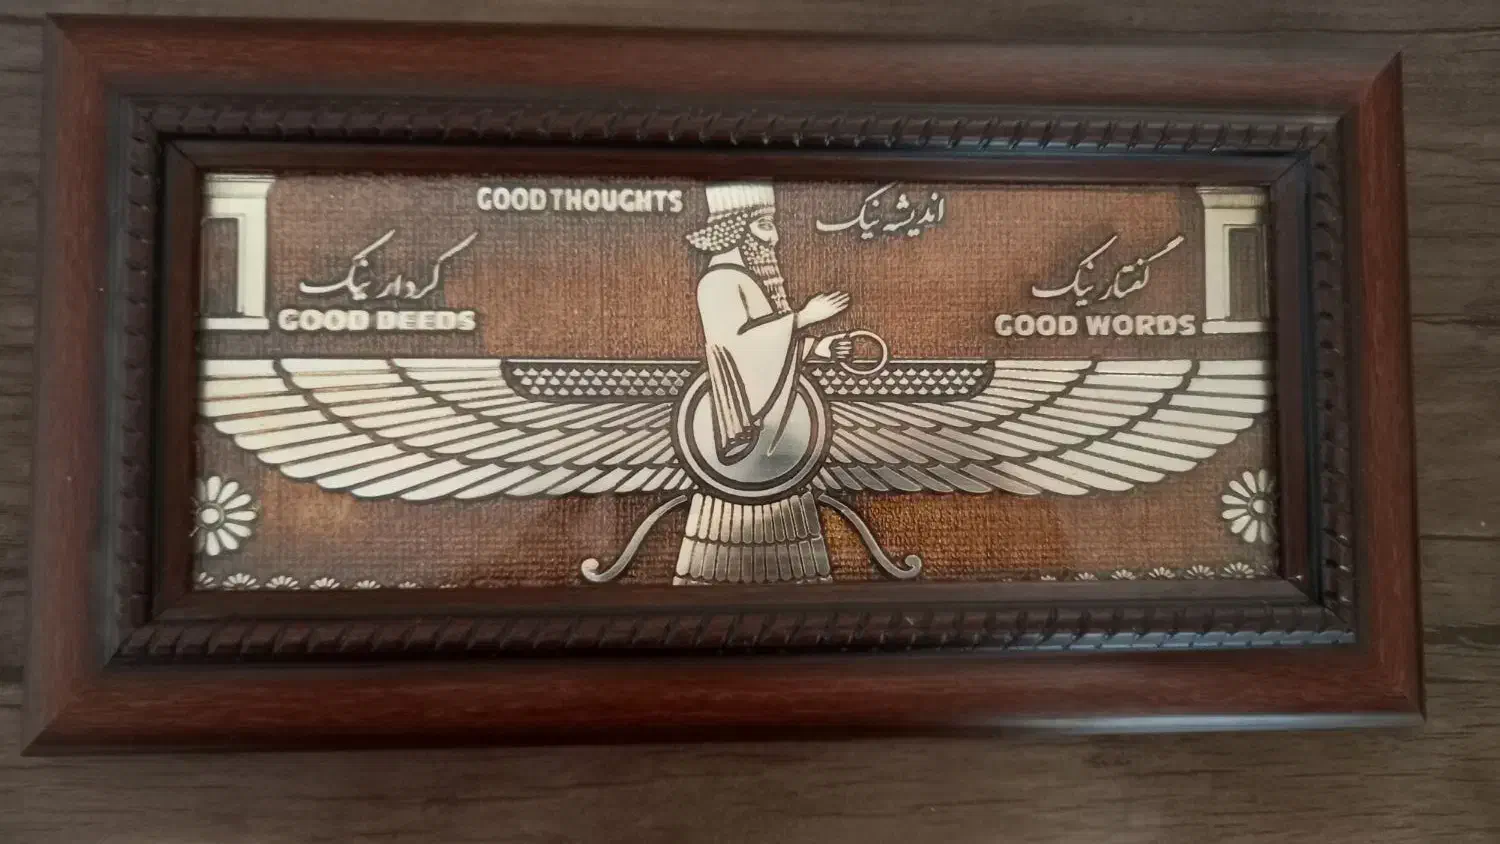 GOOD THOUGHTS
اندیشه نیک
کردار نیک
GOOD DEEDS
گفتار نیک
GOOD WORDS